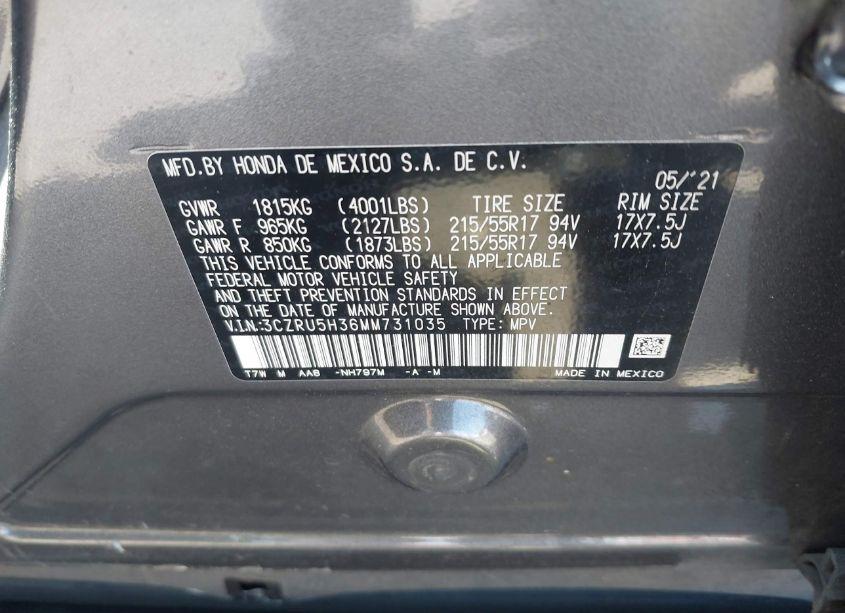 MFD.BY HONDA DE MEXICO S.A. DE C.V.
05/'21
GVWR 1815KG (4001LBS) TIRE SIZE RIM SIZE
GAWR F 965KG (2127LBS) 215/55R17 94V 17X7.5J
GAWR R 850KG (1873LBS) 215/55R17 94V 17X7.5J
THIS VEHICLE CONFORMS TO ALL APPLICABLE
FEDERAL MOTOR VEHICLE SAFETY
AND THEFT PREVENTION STANDARDS IN EFFECT
ON THE DATE OF MANUFACTURE SHOWN ABOVE.
V.I.N.:3CZRU5H36MM731035 TYPE: MPV
T7W M AAB -NH797M -A -M MADE IN MEXICO